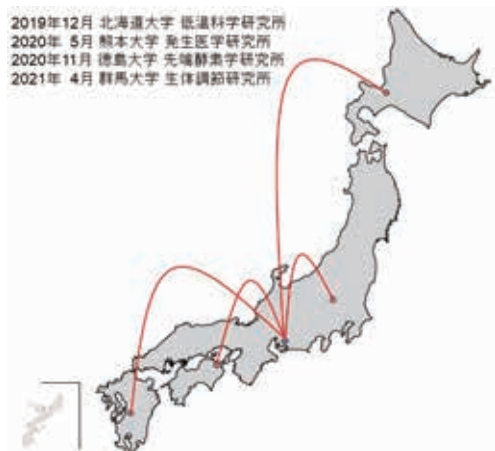 2019年12月 北海道大学 低温科学研究所
2020年 5月 熊本大学 発生医学研究所
2020年11月 徳島大学 先端酵素学研究所
2021年 4月 群馬大学 生体調節研究所